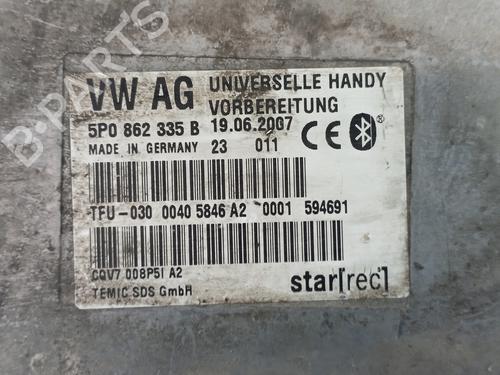 B-PARTS
VW AG UNIVERSELLE HANDY
VORBEREITUNG
5P0 862 335 B 19.06.2007
MADE IN GERMANY 23 011
CE
TFU-030 0040 5846 A2 0001 594691
CQV7 008P5I A2
TEMIC SDS GmbH
star[rec]